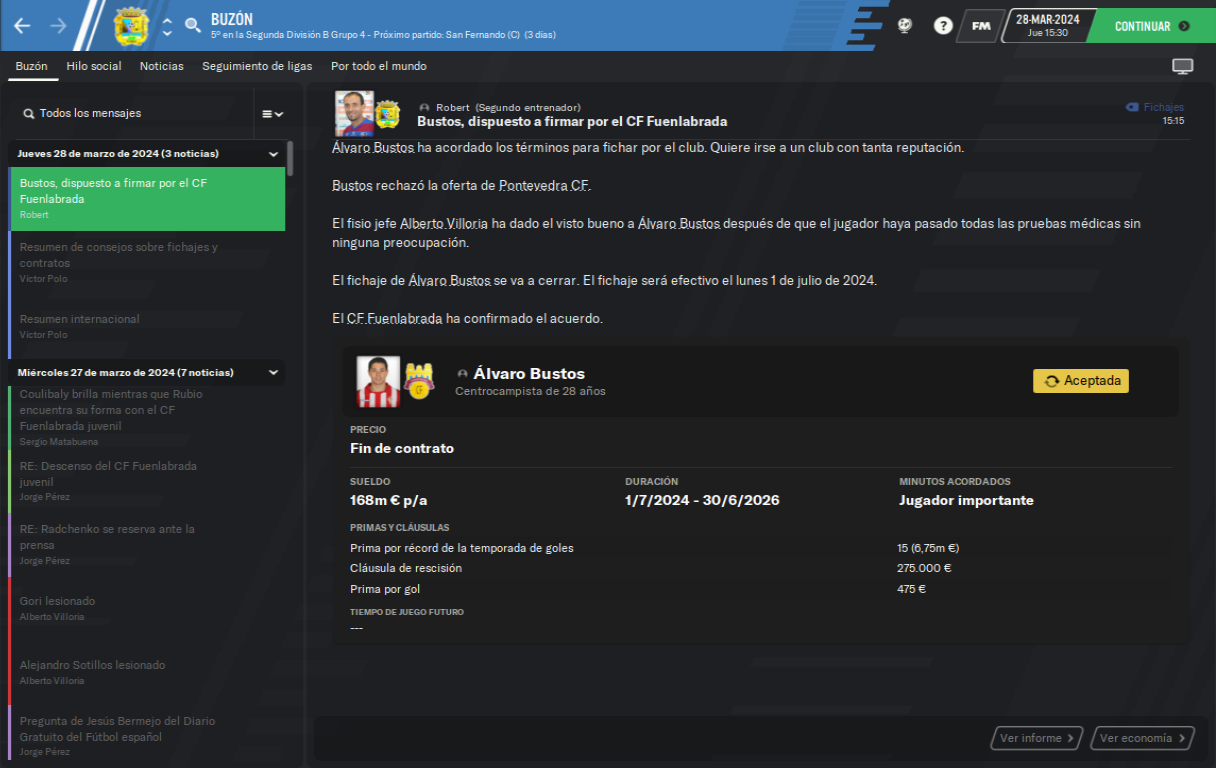 BUZÓN
5º en la Segunda División B Grupo 4 - Próximo partido: San Fernando (C) (3 días)
?
FM
28-MAR-2024
Jue 15:30
CONTINUAR
Buzón Hilo social Noticias Seguimiento de ligas Por todo el mundo
Todos los mensajes
Jueves 28 de marzo de 2024 (3 noticias)
Bustos, dispuesto a firmar por el CF
Fuenlabrada
Robert
Resumen de consejos sobre fichajes y
contratos
Víctor Polo
Resumen internacional
Víctor Polo
Miércoles 27 de marzo de 2024 (7 noticias)
Coulibaly brilla mientras que Rubio
encuentra su forma con el CF
Fuenlabrada juvenil
Sergio Matabuena
RE: Descenso del CF Fuenlabrada
juvenil
Jorge Pérez
RE: Radchenko se reserva ante la
prensa
Jorge Pérez
Gori lesionado
Alberto Villoria
Alejandro Sotillos lesionado
Alberto Villoria
Pregunta de Jesús Bermejo del Diario
Gratuito del Fútbol español
Jorge Pérez
Robert (Segundo entrenador)
Bustos, dispuesto a firmar por el CF Fuenlabrada
Fichajes
15:15
Álvaro Bustos ha acordado los términos para fichar por el club. Quiere irse a un club con tanta reputación.
Bustos rechazó la oferta de Pontevedra CF.
El fisio jefe Alberto Villoria ha dado el visto bueno a Álvaro Bustos después de que el jugador haya pasado todas las pruebas médicas sin
ninguna preocupación.
El fichaje de Álvaro Bustos se va a cerrar. El fichaje será efectivo el lunes 1 de julio de 2024.
El CF Fuenlabrada ha confirmado el acuerdo.
Álvaro Bustos
Centrocampista de 28 años
Aceptada
PRECIO
Fin de contrato
SUELDO DURACIÓN MINUTOS ACORDADOS
168m € p/a 1/7/2024 - 30/6/2026 Jugador importante
PRIMAS Y CLÁUSULAS
Prima por récord de la temporada de goles 15 (6,75m €)
Cláusula de rescisión 275.000 €
Prima por gol 475 €
TIEMPO DE JUEGO FUTURO
---
Ver informe Ver economía